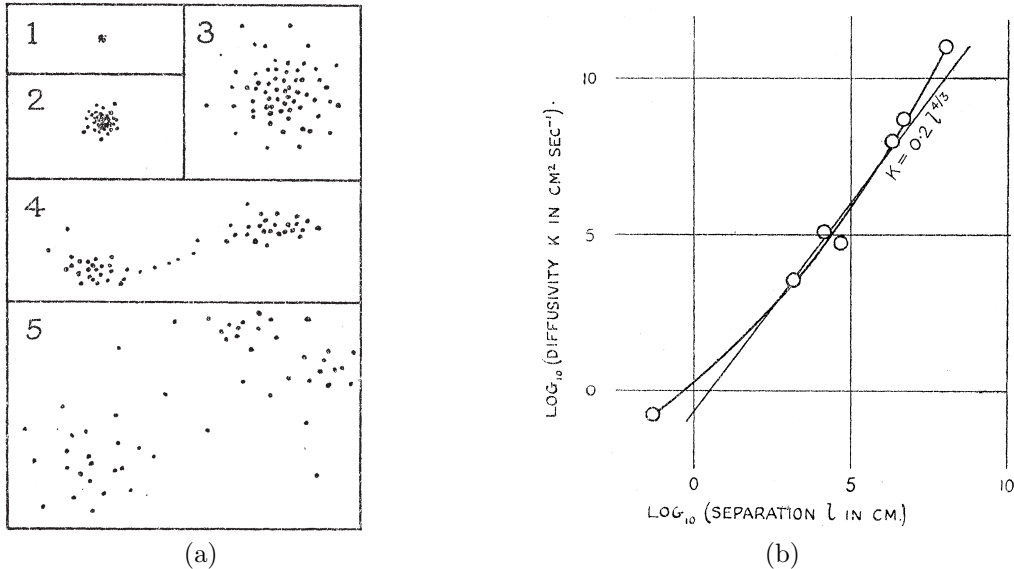 1
2
3
4
5
(a)
LOG₁₀ (DIFFUSIVITY K IN CM² SEC⁻¹).
10
5
0
K = 0.2 l^4/3
0
5
10
LOG₁₀ (SEPARATION l IN CM.)
(b)